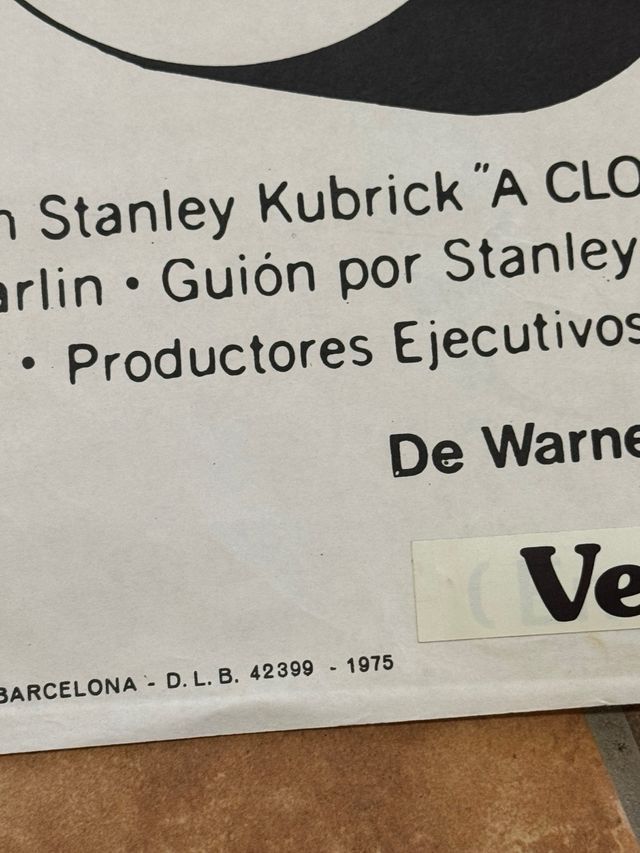 n Stanley Kubrick "A CLO
arlin • Guión por Stanley
• Productores Ejecutivos
De Warne
Ve
BARCELONA - D. L. B. 42399 - 1975